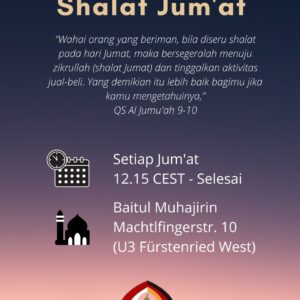 Shalat Jum'at
“Wahai orang yang beriman, bila diseru shalat
pada hari Jumat, maka bersegeralah menuju
zikrullah (shalat Jumat) dan tinggalkan aktivitas
jual-beli. Yang demikian itu lebih baik bagimu jika
kamu mengetahuinya,”
QS Al Jumu'ah 9-10
Setiap Jum'at
12.15 CEST - Selesai
Baitul Muhajirin
Machtlfingerstr. 10
(U3 Fürstenried West)